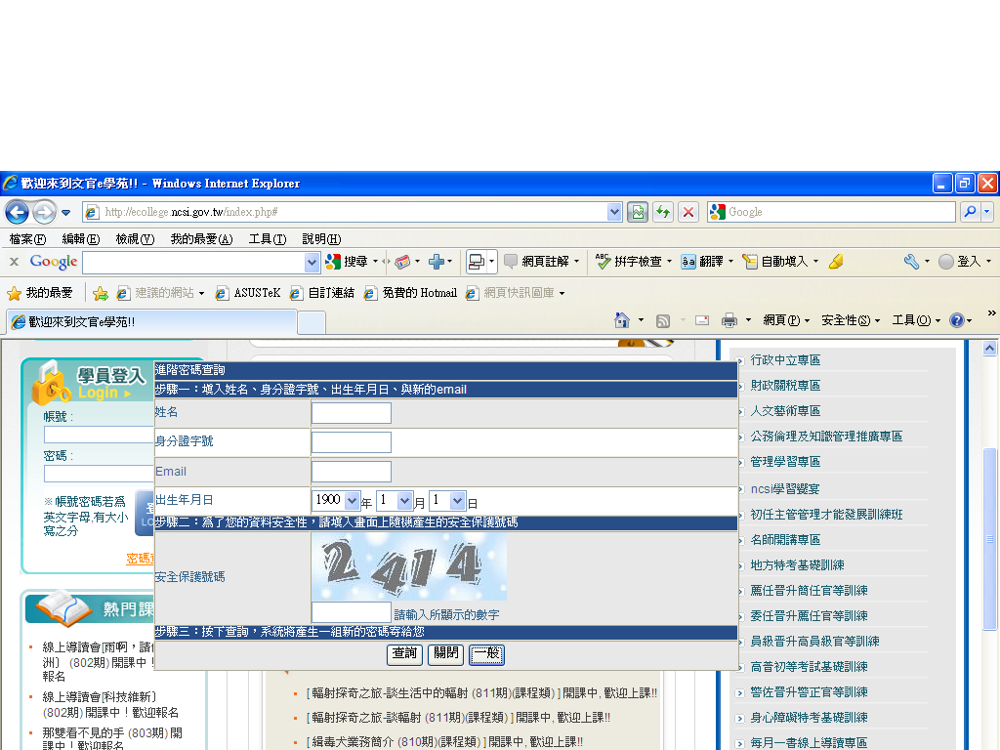 歡迎來到文官e學苑!! - Windows Internet Explorer
http://ecollege.ncsi.gov.tw/index.php#
Google
檔案(F) 編輯(E) 檢視(V) 我的最愛(A) 工具(T) 說明(H)
x Google 搜尋 網頁註解 ABC 拼字檢查 āa 翻譯 自動填入 登入
我的最愛 建議的網站 ASUSTeK 自訂連結 免費的 Hotmail 網頁快訊圖庫
歡迎來到文官e學苑!! 網頁(P) 安全性(S) 工具(O) »
學員登入
Login
帳號 :
密碼 :
※ 帳號密碼若為
英文字母,有大小
寫之分
進階密碼查詢
步驟一：填入姓名、身分證字號、出生年月日、與新的email
姓名
身分證字號
Email
出生年月日 1900 年 1 月 1 日
步驟二：為了您的資料安全性，請填入畫面上隨機產生的安全保護號碼
2414
安全保護號碼
請輸入所顯示的數字
步驟三：按下查詢，系統將產生一組新的密碼寄給您
查詢 關閉 一般
熱門課
線上導讀會[雨啊，請
洲〕 (802期) 開課中！
報名
線上導讀會[科技維新〕
(802期) 開課中！歡迎報名
那雙看不見的手 (803期) 開
課中！歡迎報名
[ 輻射探奇之旅-談生活中的輻射 (811期)(課程類) ] 開課中, 歡迎上課!!
[ 輻射探奇之旅-談輻射 (811期)(課程類) ] 開課中, 歡迎上課!!
[ 緝毒犬業務簡介 (810期)(課程類) ] 開課中, 歡迎上課!!
行政中立專區
財政關稅專區
人文藝術專區
公務倫理及知識管理推廣專區
管理學習專區
ncsi學習饗宴
初任主管管理才能發展訓練班
名師開講專區
地方特考基礎訓練
薦任晉升簡任官等訓練
委任晉升薦任官等訓練
員級晉升高員級官等訓練
高普初等考試基礎訓練
警佐晉升警正官等訓練
身心障礙特考基礎訓練
每月一書線上導讀專區